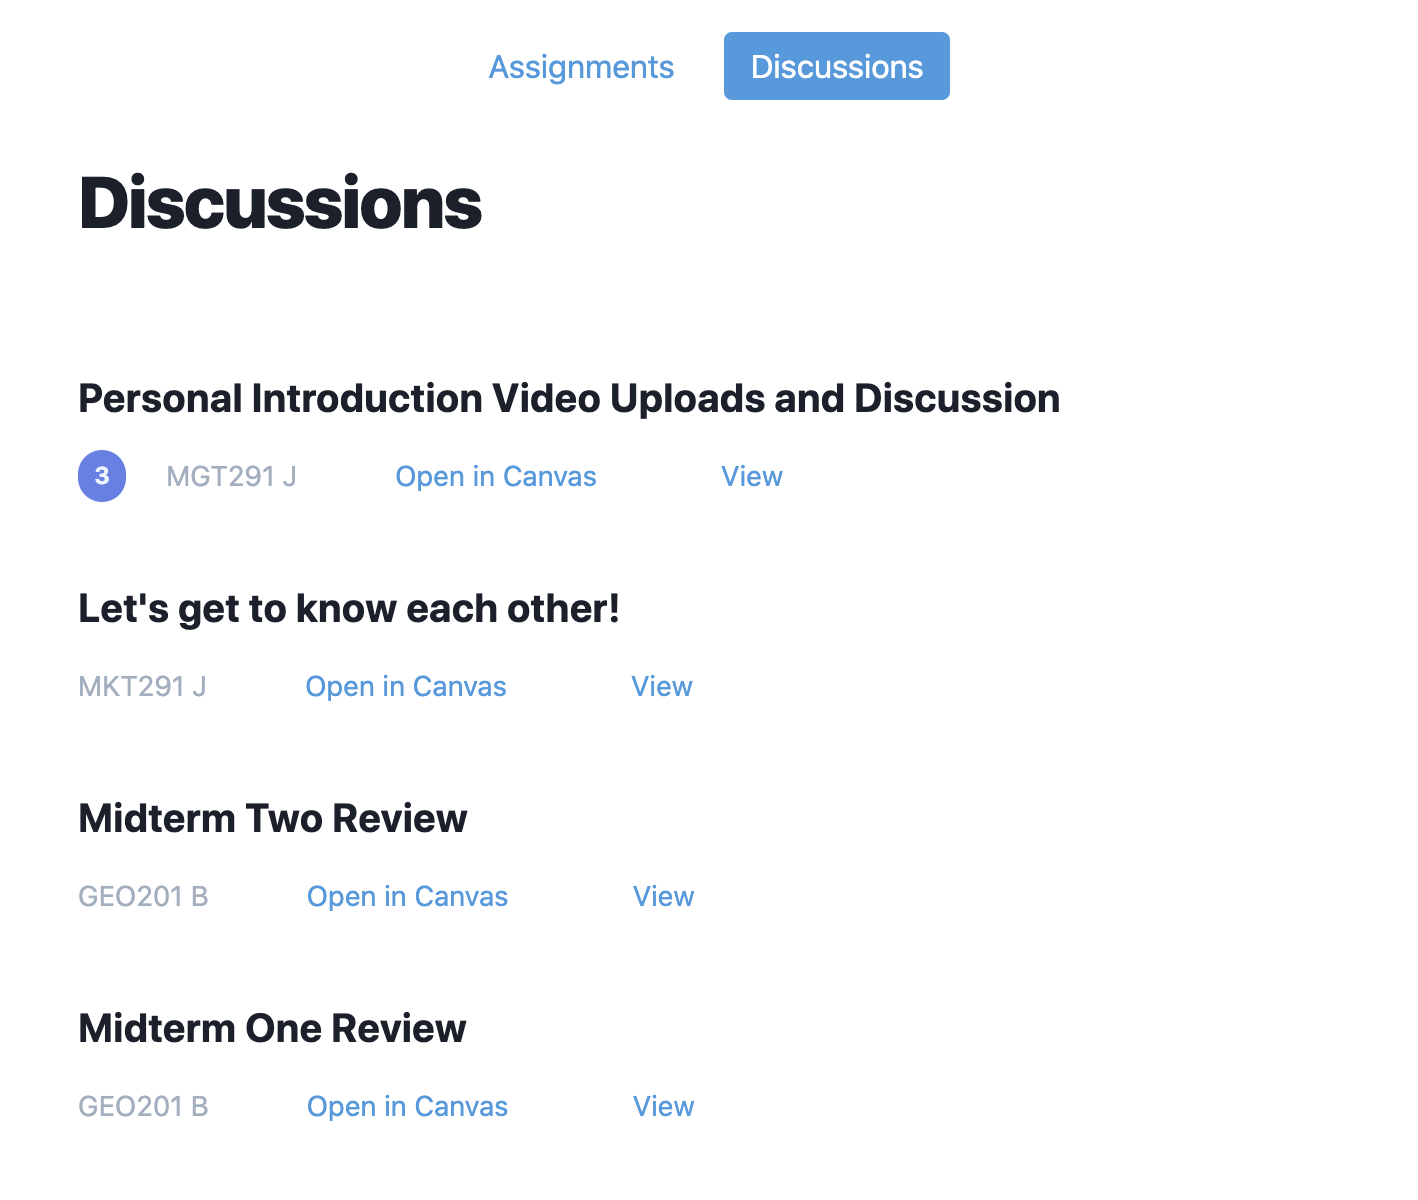 Assignments Discussions
Discussions
Personal Introduction Video Uploads and Discussion
3 MGT291 J Open in Canvas View
Let's get to know each other!
MKT291 J Open in Canvas View
Midterm Two Review
GEO201 B Open in Canvas View
Midterm One Review
GEO201 B Open in Canvas View